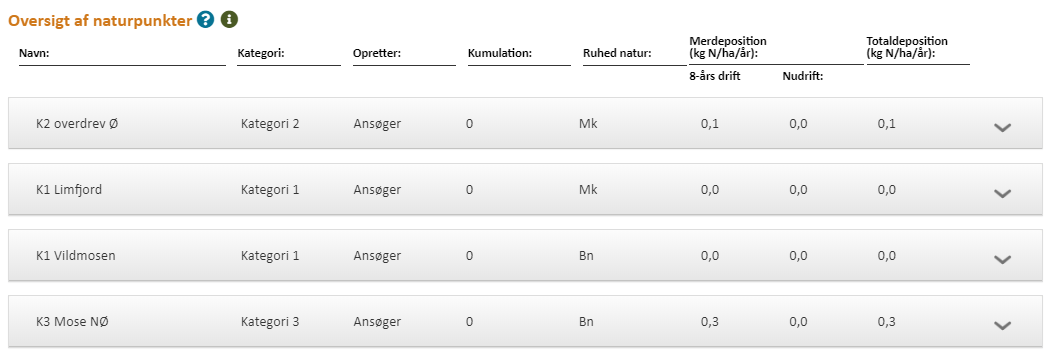 Oversigt af naturpunkter ? i
Navn: Kategori: Opretter: Kumulation: Ruhed natur: Merdeposition (kg N/ha/år): Totaldeposition (kg N/ha/år):
8-års drift Nudrift:
K2 overdrev Ø Kategori 2 Ansøger 0 Mk 0,1 0,0 0,1
K1 Limfjord Kategori 1 Ansøger 0 Mk 0,0 0,0 0,0
K1 Vildmosen Kategori 1 Ansøger 0 Bn 0,0 0,0 0,0
K3 Mose NØ Kategori 3 Ansøger 0 Bn 0,3 0,0 0,3